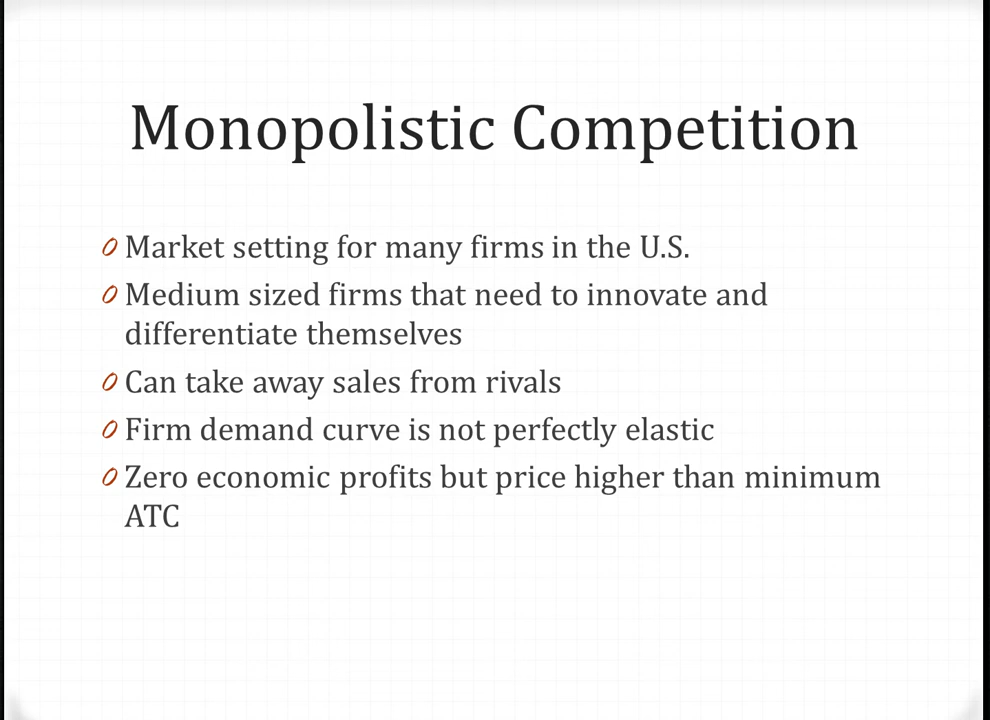 Monopolistic Competition
Market setting for many firms in the U.S.
Medium sized firms that need to innovate and
differentiate themselves
Can take away sales from rivals
Firm demand curve is not perfectly elastic
Zero economic profits but price higher than minimum
ATC